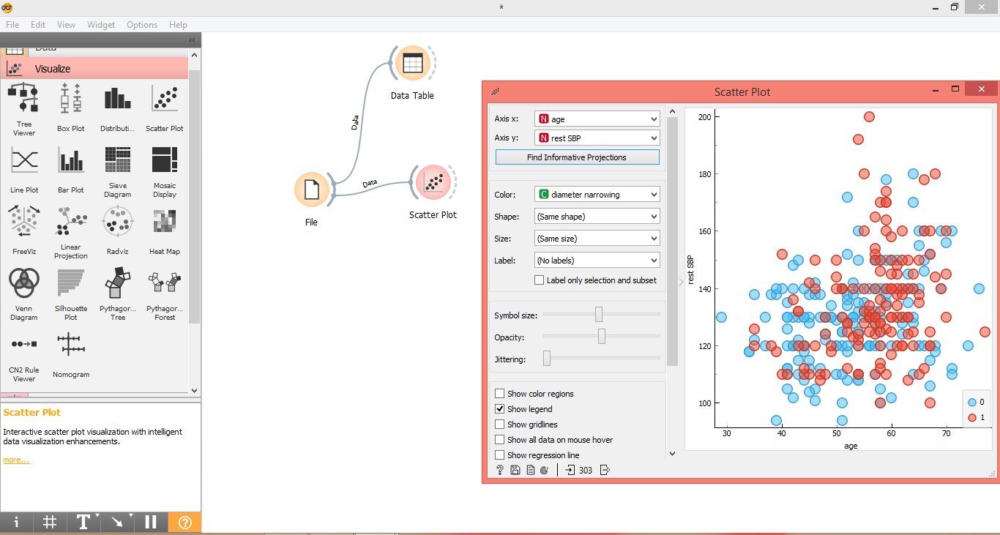 *
File Edit View Widget Options Help
Data
Visualize
Tree Viewer
Box Plot
Distributi...
Scatter Plot
Line Plot
Bar Plot
Sieve Diagram
Mosaic Display
FreeViz
Linear Projection
Radviz
Heat Map
Venn Diagram
Silhouette Plot
Pythagor... Tree
Pythagor... Forest
CN2 Rule Viewer
Nomogram
Scatter Plot
Interactive scatter plot visualization with intelligent
data visualization enhancements.
more...
Data Table
Data
File
Data
Scatter Plot
Scatter Plot
Axis x: N age
Axis y: N rest SBP
Find Informative Projections
Color: C diameter narrowing
Shape: (Same shape)
Size: (Same size)
Label: (No labels)
Label only selection and subset
Symbol size:
Opacity:
Jittering:
Show color regions
Show legend
Show gridlines
Show all data on mouse hover
Show regression line
303
200
180
160
140
120
100
rest SBP
30 40 50 60 70
age
0
1